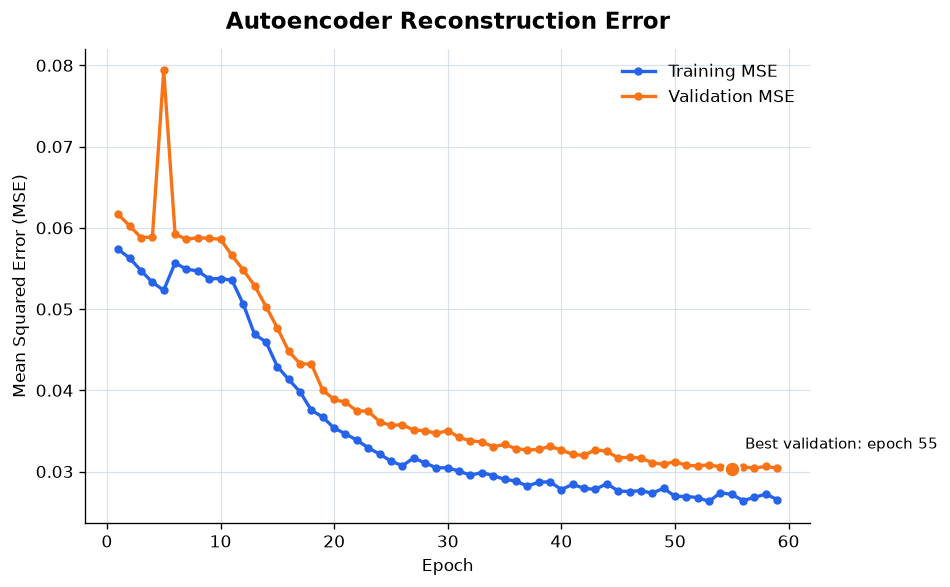 Autoencoder Reconstruction Error
Training MSE
Validation MSE
Mean Squared Error (MSE)
0.08
0.07
0.06
0.05
0.04
0.03
Best validation: epoch 55
0 10 20 30 40 50 60
Epoch